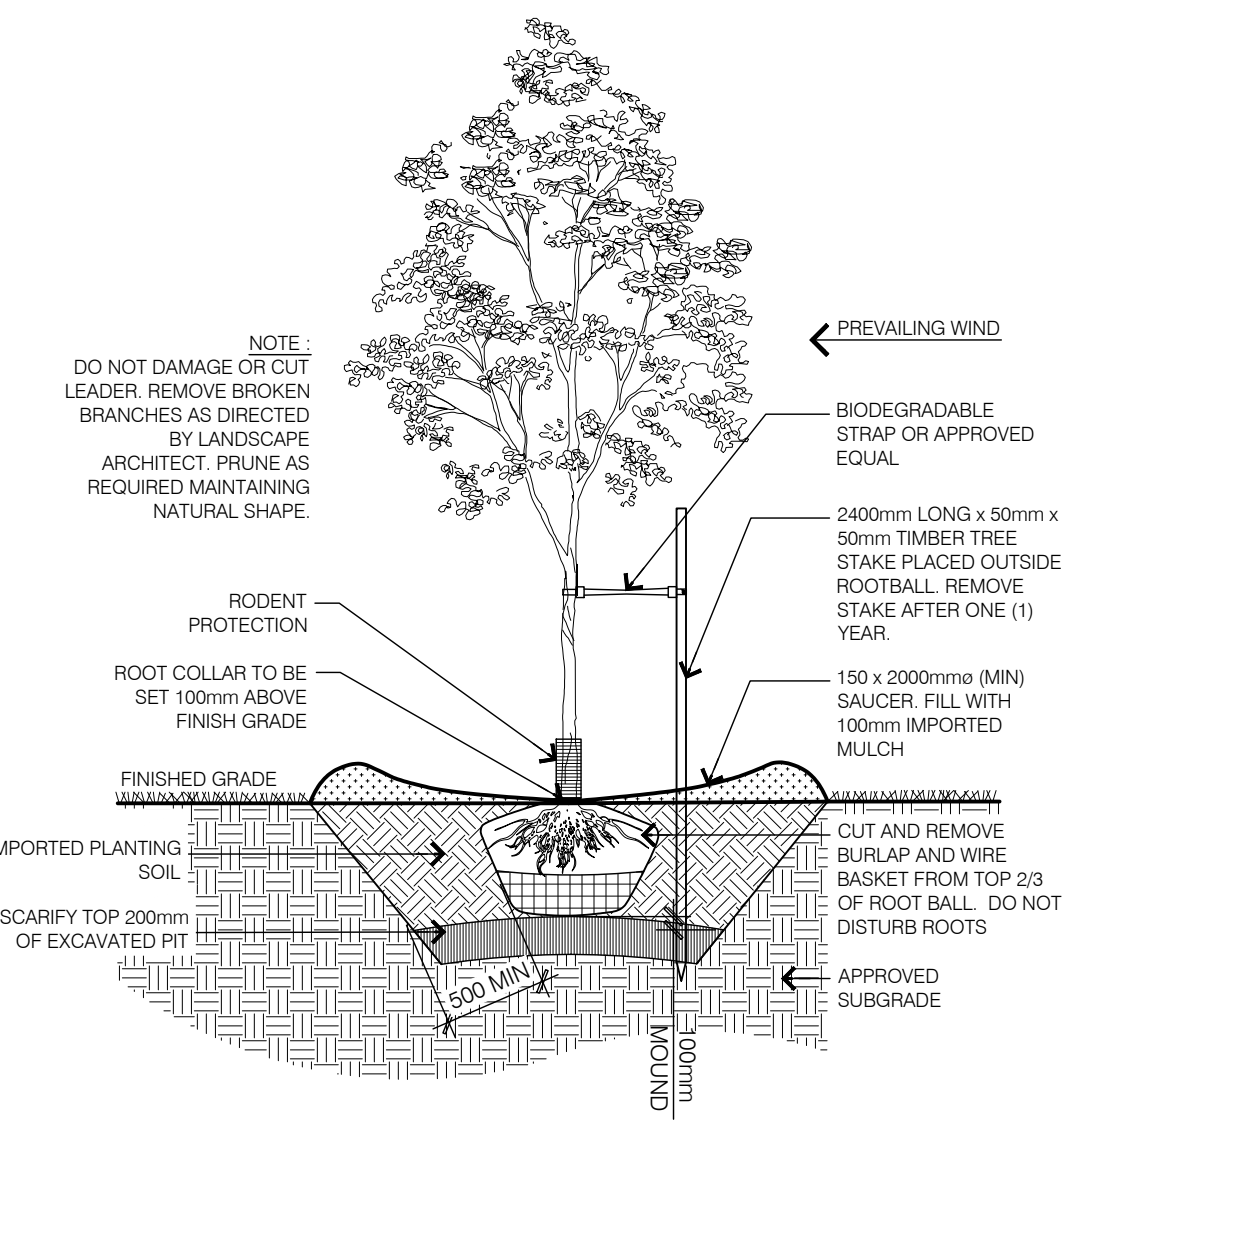 PREVAILING WIND
NOTE :
DO NOT DAMAGE OR CUT
LEADER. REMOVE BROKEN
BRANCHES AS DIRECTED
BY LANDSCAPE
ARCHITECT. PRUNE AS
REQUIRED MAINTAINING
NATURAL SHAPE.
BIODEGRADABLE
STRAP OR APPROVED
EQUAL
2400mm LONG x 50mm x
50mm TIMBER TREE
STAKE PLACED OUTSIDE
ROOTBALL. REMOVE
STAKE AFTER ONE (1)
YEAR.
RODENT
PROTECTION
ROOT COLLAR TO BE
SET 100mm ABOVE
FINISH GRADE
150 x 2000mmø (MIN)
SAUCER. FILL WITH
100mm IMPORTED
MULCH
FINISHED GRADE
MPORTED PLANTING
SOIL
CUT AND REMOVE
BURLAP AND WIRE
BASKET FROM TOP 2/3
OF ROOT BALL. DO NOT
DISTURB ROOTS
SCARIFY TOP 200mm
OF EXCAVATED PIT
APPROVED
SUBGRADE
500 MIN
100mm
MOUND